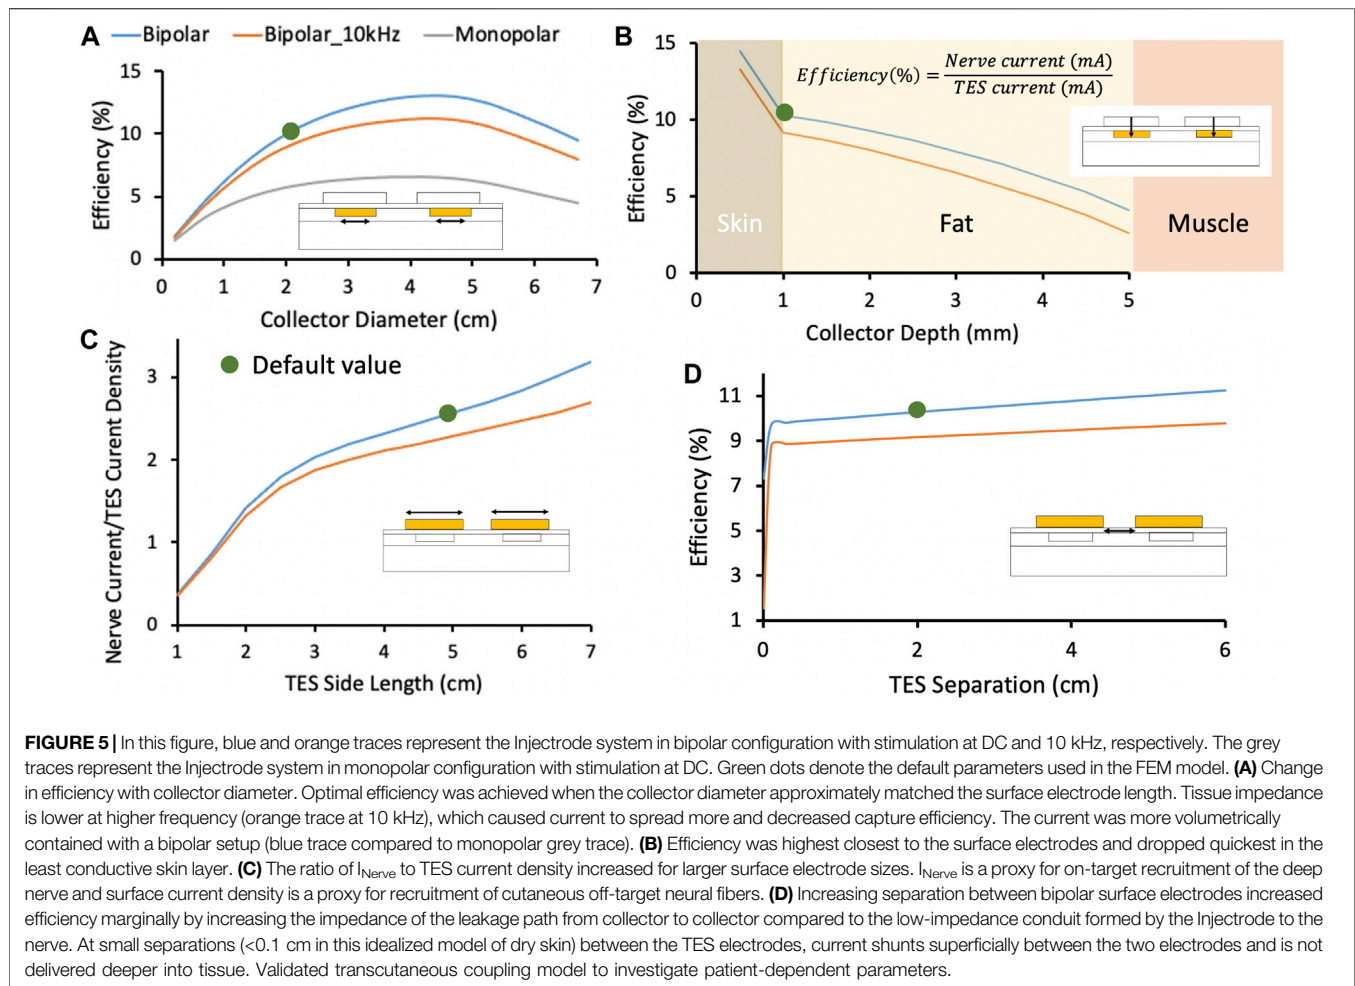 A
Bipolar
Bipolar_10kHz
Monopolar
15
10
5
0
Efficiency (%)
0 1 2 3 4 5 6 7
Collector Diameter (cm)
B
15
10
5
0
Efficiency (%)
Efficiency(%) = Nerve current (mA)
TES current (mA)
Skin
Fat
Muscle
0 1 2 3 4 5
Collector Depth (mm)
C
Default value
3
2
1
0
Nerve Current/TES Curent Density
1 2 3 4 5 6 7
TES Side Length (cm)
D
11
9
7
5
3
1
Efficiency (%)
0 2 4 6
TES Separation (cm)
FIGURE 5 | In this figure, blue and orange traces represent the Injectrode system in bipolar configuration with stimulation at DC and 10 kHz, respectively. The grey
traces represent the Injectrode system in monopolar configuration with stimulation at DC. Green dots denote the default parameters used in the FEM model. (A) Change
in efficiency with collector diameter. Optimal efficiency was achieved when the collector diameter approximately matched the surface electrode length. Tissue impedance
is lower at higher frequency (orange trace at 10 kHz), which caused current to spread more and decreased capture efficiency. The current was more volumetrically
contained with a bipolar setup (blue trace compared to monopolar grey trace). (B) Efficiency was highest closest to the surface electrodes and dropped quickest in the
least conductive skin layer. (C) The ratio of INerve to TES current density increased for larger surface electrode sizes. INerve is a proxy for on-target recruitment of the deep
nerve and surface current density is a proxy for recruitment of cutaneous off-target neural fibers. (D) Increasing separation between bipolar surface electrodes increased
efficiency marginally by increasing the impedance of the leakage path from collector to collector compared to the low-impedance conduit formed by the Injectrode to the
nerve. At small separations (<0.1 cm in this idealized model of dry skin) between the TES electrodes, current shunts superficially between the two electrodes and is not
delivered deeper into tissue. Validated transcutaneous coupling model to investigate patient-dependent parameters.